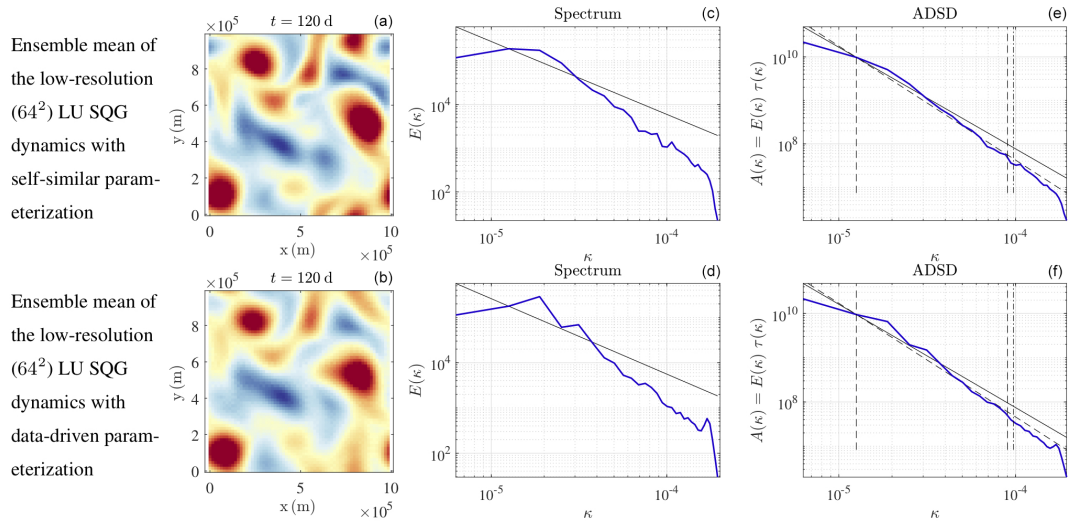 Ensemble mean of
the low-resolution
(64²) LU SQG
dynamics with
self-similar param-
eterization
×10⁵
t = 120 d
(a)
y (m)
8
6
4
2
0
0
5
10
x (m)
×10⁵
Spectrum
(c)
E(κ)
10⁴
10²
10⁻⁵
10⁻⁴
κ
ADSD
(e)
A(κ) = E(κ) τ(κ)
10¹⁰
10⁸
10⁻⁵
10⁻⁴
κ
Ensemble mean of
the low-resolution
(64²) LU SQG
dynamics with
data-driven param-
eterization
×10⁵
t = 120 d
(b)
y (m)
8
6
4
2
0
0
5
10
x (m)
×10⁵
Spectrum
(d)
E(κ)
10⁴
10²
10⁻⁵
10⁻⁴
κ
ADSD
(f)
A(κ) = E(κ) τ(κ)
10¹⁰
10⁸
10⁻⁵
10⁻⁴
κ